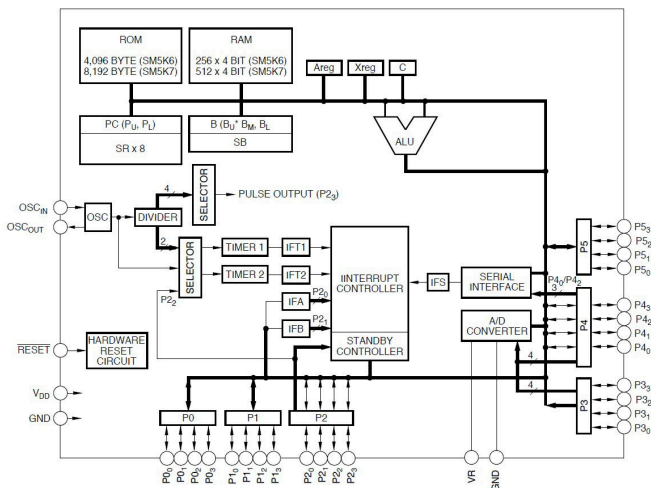 ROM
4,096 BYTE (SM5K6)
8,192 BYTE (SM5K7)
RAM
256 x 4 BIT (SM5K6)
512 x 4 BIT (SM5K7)
Areg
Xreg
C
PC (PU, PL)
SR x 8
B (BU* BM, BL
SB
ALU
4
SELECTOR
PULSE OUTPUT (P23)
OSCIN
OSCOUT
OSC
DIVIDER
2
SELECTOR
P22
TIMER 1
IFT1
TIMER 2
IFT2
IFA
P20
IFB
P21
IINTERRUPT
CONTROLLER
STANDBY
CONTROLLER
IFS
SERIAL
INTERFACE
P40/P42
3
A/D
CONVERTER
4
4
P5
P53
P52
P51
P50
P4
P43
P42
P41
P40
P3
P33
P32
P31
P30
RESET
HARDWARE
RESET
CIRCUIT
VDD
GND
P0
P1
P2
P00
P01
P02
P03
P10
P11
P12
P13
P20
P21
P22
P23
VR
GND